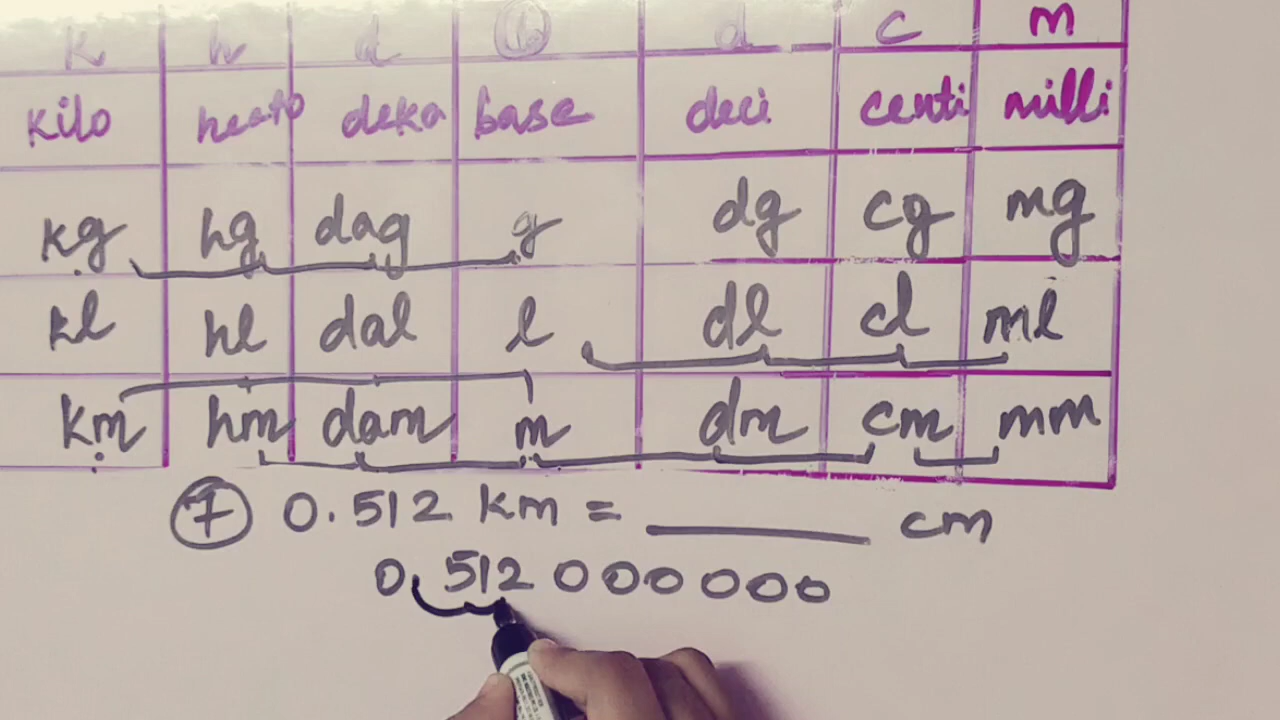 k h d b d c m
kilo hecto deka base deci centi milli
kg hg dag g dg cg mg
kl hl dal l dl cl ml
km hm dam m dm cm mm
7 0.512 km = ______ cm
0.512 000000